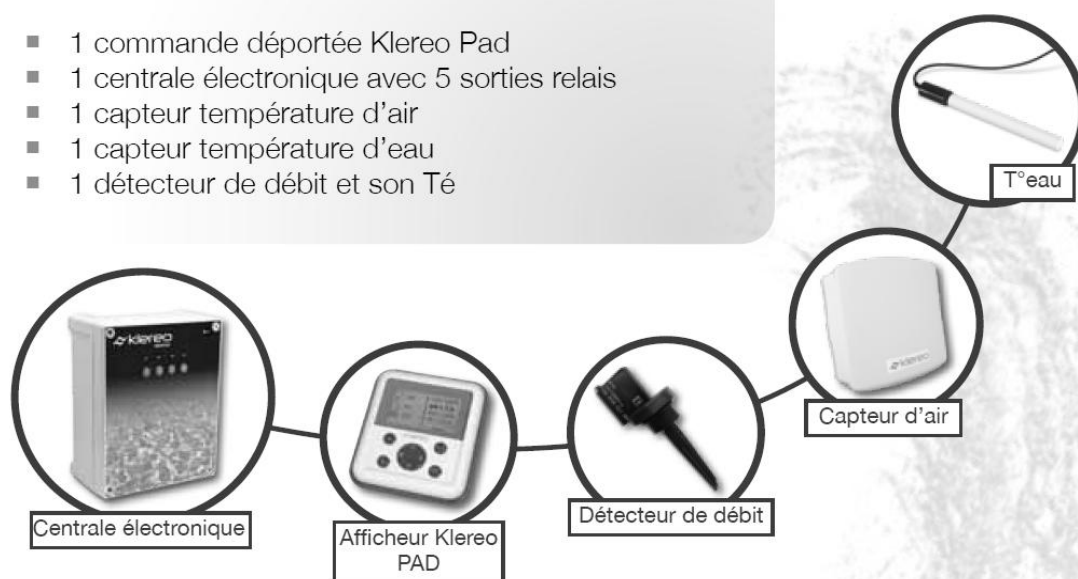 1 commande déportée Klereo Pad
1 centrale électronique avec 5 sorties relais
1 capteur température d'air
1 capteur température d'eau
1 détecteur de débit et son Té
T°eau
klereo
klereo
Capteur d'air
Détecteur de débit
Centrale électronique
Afficheur Klereo
PAD